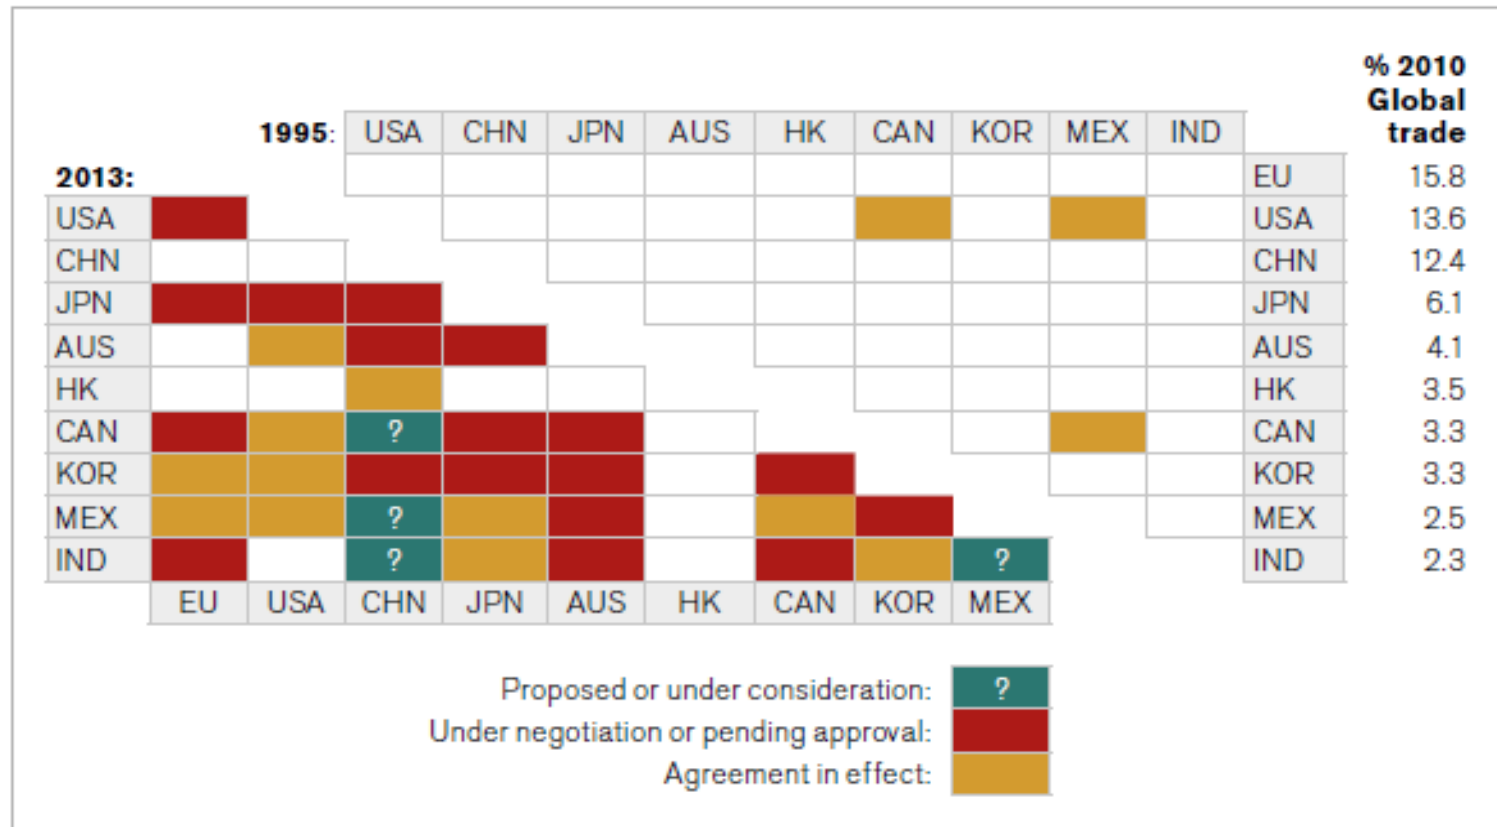 % 2010
Global
trade
1995: USA CHN JPN AUS HK CAN KOR MEX IND
2013: EU 15.8
USA USA 13.6
CHN CHN 12.4
JPN JPN 6.1
AUS AUS 4.1
HK HK 3.5
CAN ? CAN 3.3
KOR KOR 3.3
MEX ? MEX 2.5
IND ? ? IND 2.3
EU USA CHN JPN AUS HK CAN KOR MEX
Proposed or under consideration: ?
Under negotiation or pending approval:
Agreement in effect: